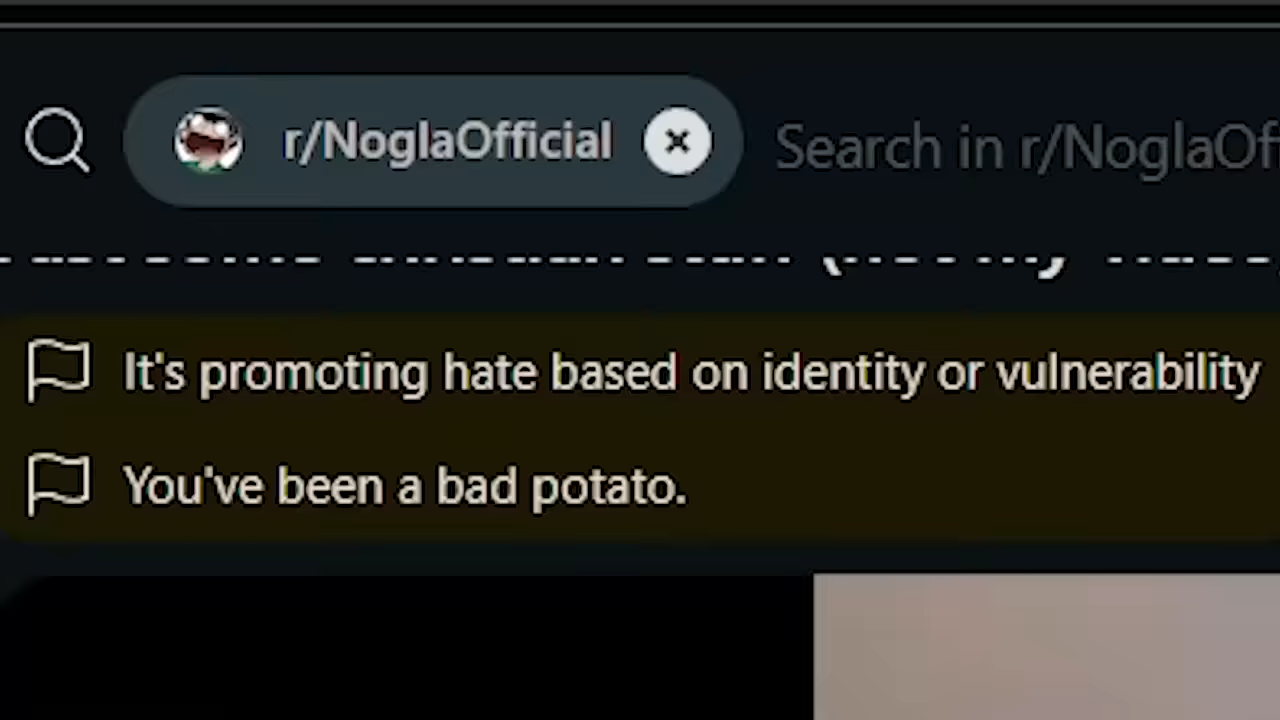 r/NoglaOfficial Search in r/NoglaOf
It's promoting hate based on identity or vulnerability
You've been a bad potato.